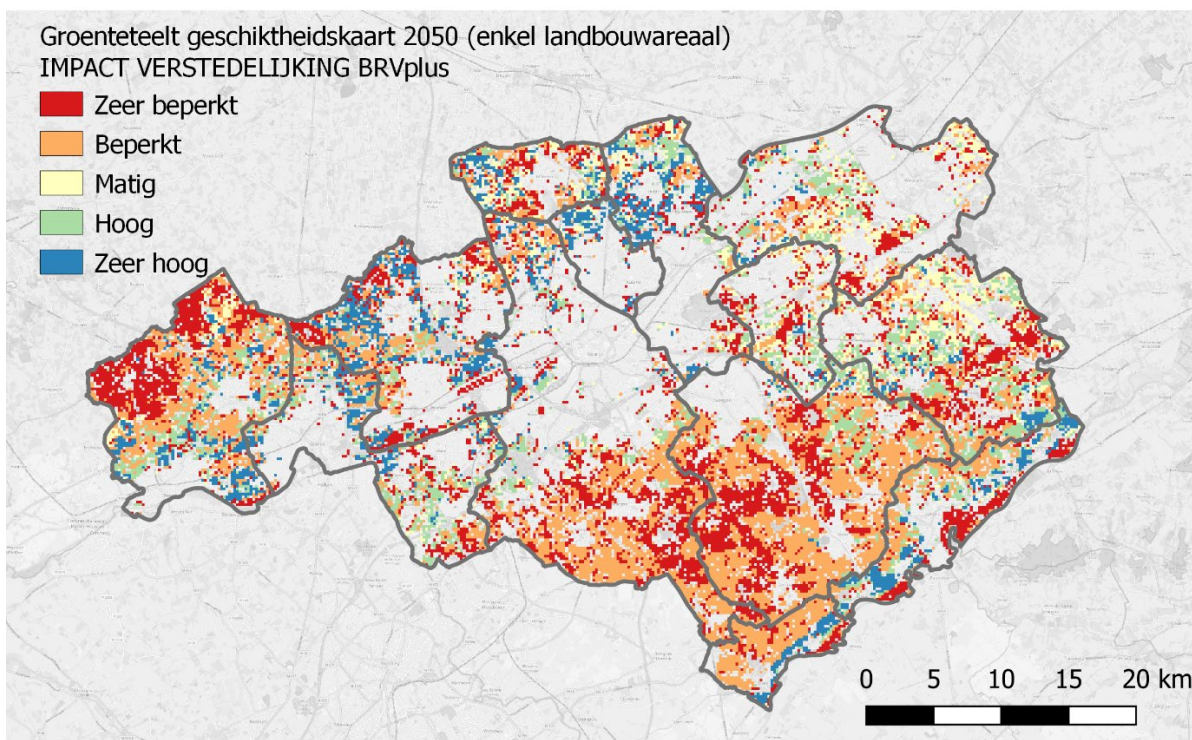 Groenteteelt geschiktheidskaart 2050 (enkel landbouwareaal)
IMPACT VERSTEDELIJKING BRVplus
Zeer beperkt
Beperkt
Matig
Hoog
Zeer hoog
0 5 10 15 20 km